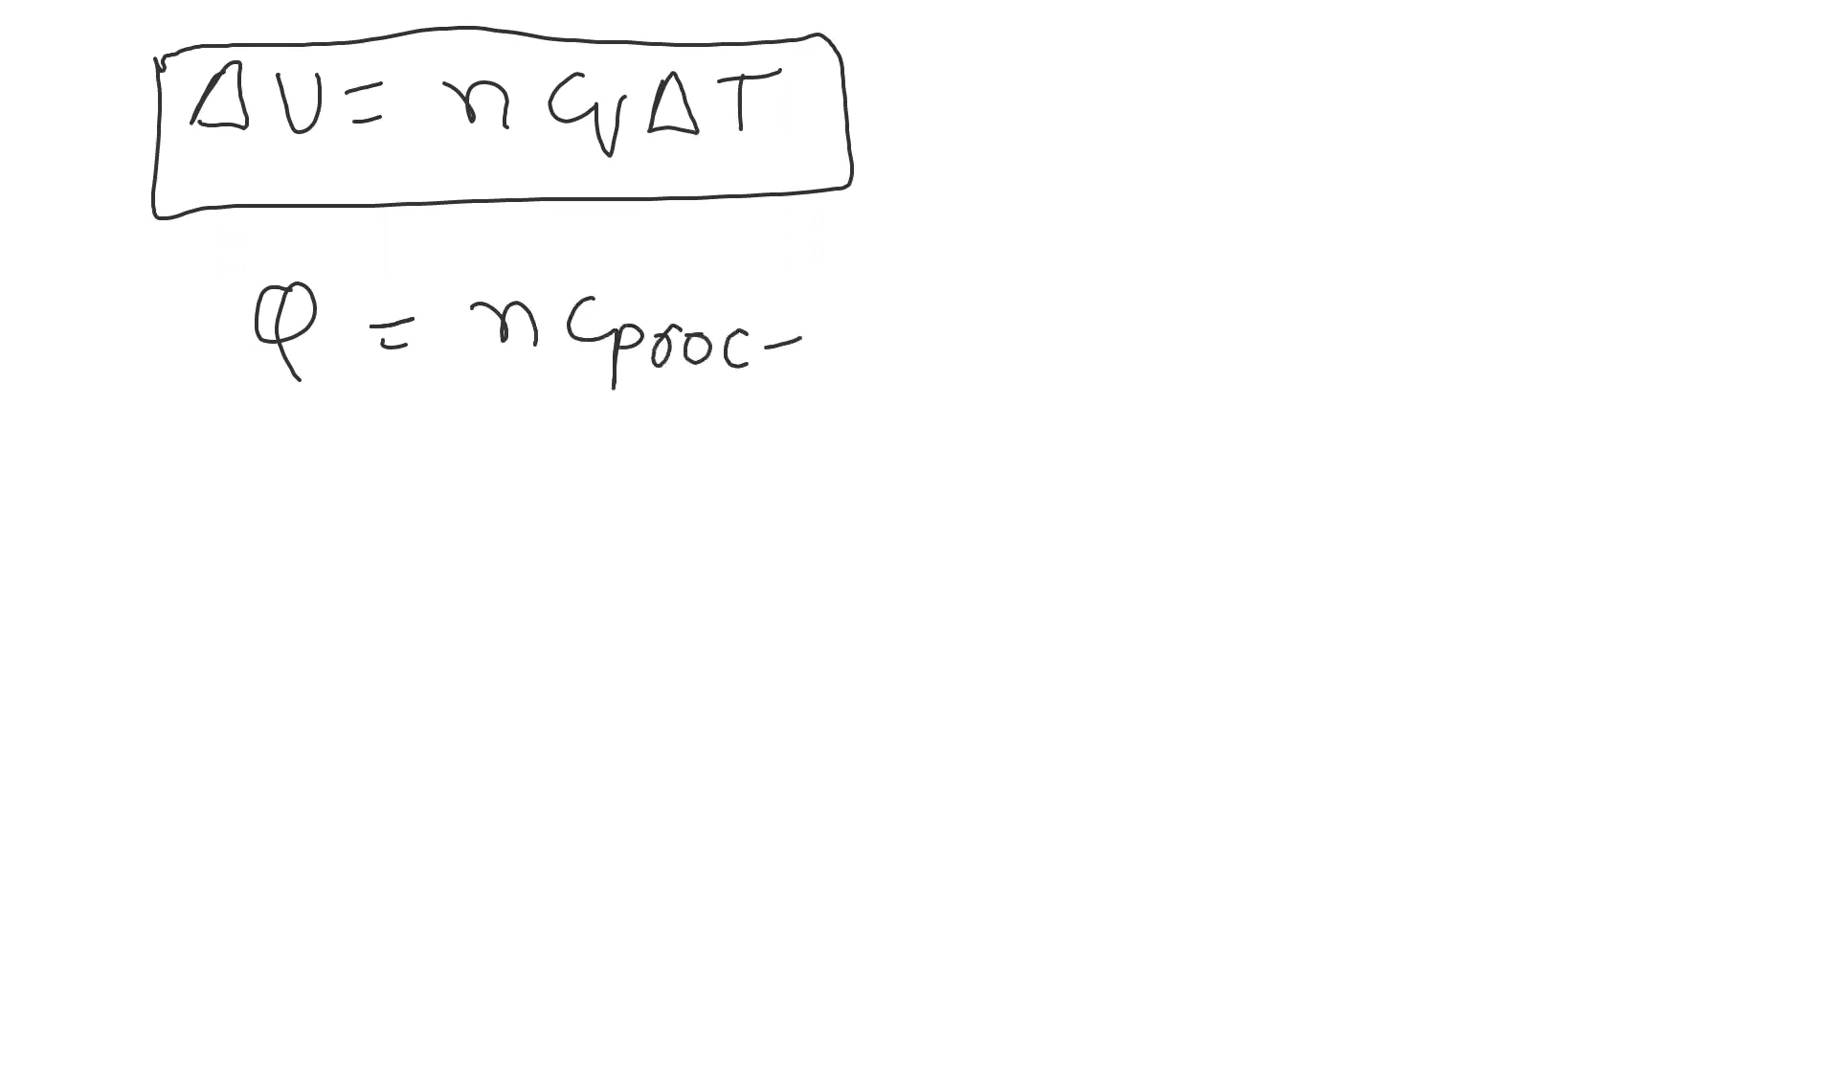 ΔU = nCvΔT
Q = nCproc-